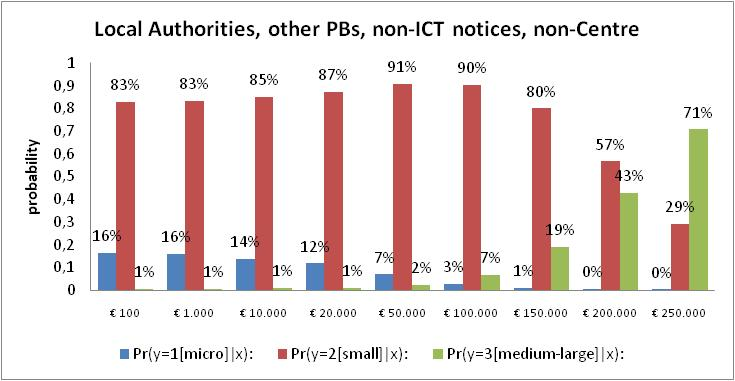 Local Authorities, other PBs, non-ICT notices, non-Centre
probability
1
0,9
0,8
0,7
0,6
0,5
0,4
0,3
0,2
0,1
0
16% 83% 1%
16% 83% 1%
14% 85% 1%
12% 87% 1%
7% 91% 2%
3% 90% 7%
1% 80% 19%
0% 57% 43%
0% 29% 71%
€ 100 € 1.000 € 10.000 € 20.000 € 50.000 € 100.000 € 150.000 € 200.000 € 250.000
Pr(y=1[micro]|x): Pr(y=2[small]|x): Pr(y=3[medium-large]|x):